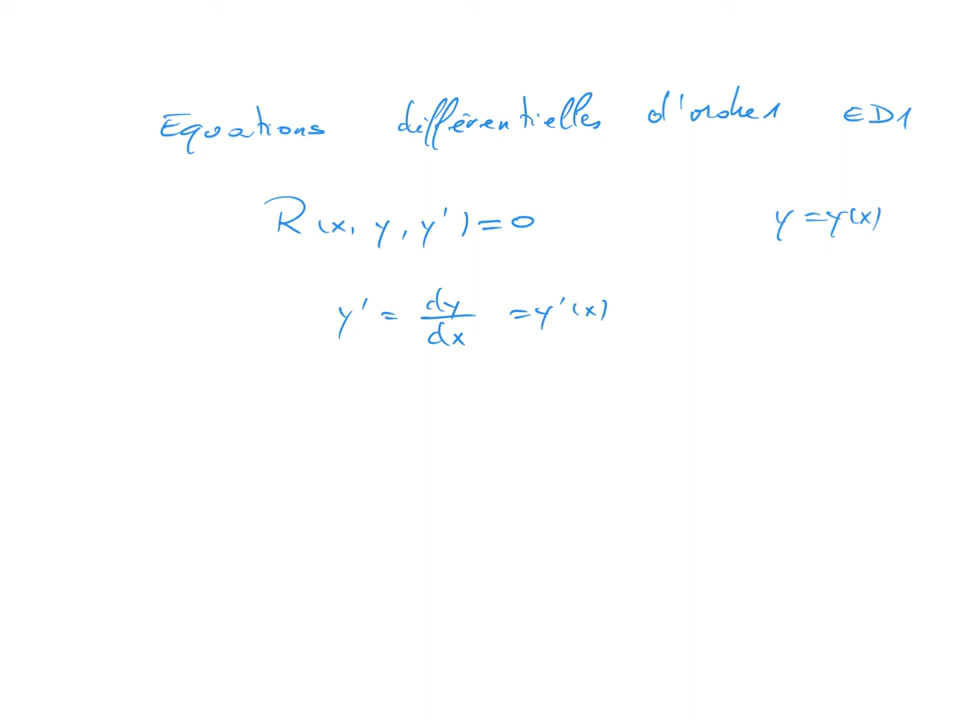 Equations différentielles d'ordre 1 ED1
R(x, y, y') = 0 y = y(x)
y' = dy/dx = y'(x)